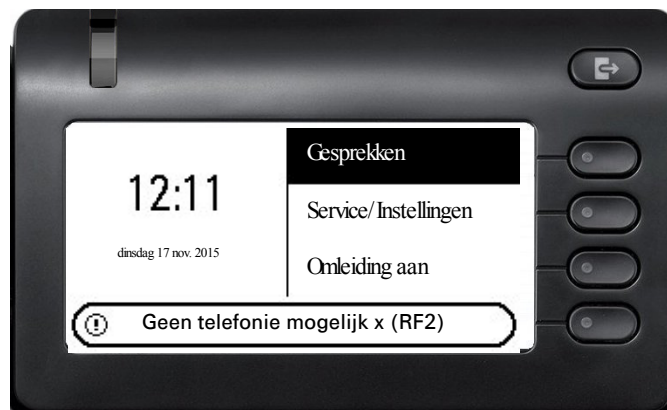 12:11
dinsdag 17 nov. 2015
Gesprekken
Service/Instellingen
Omleiding aan
Geen telefonie mogelijk x (RF2)